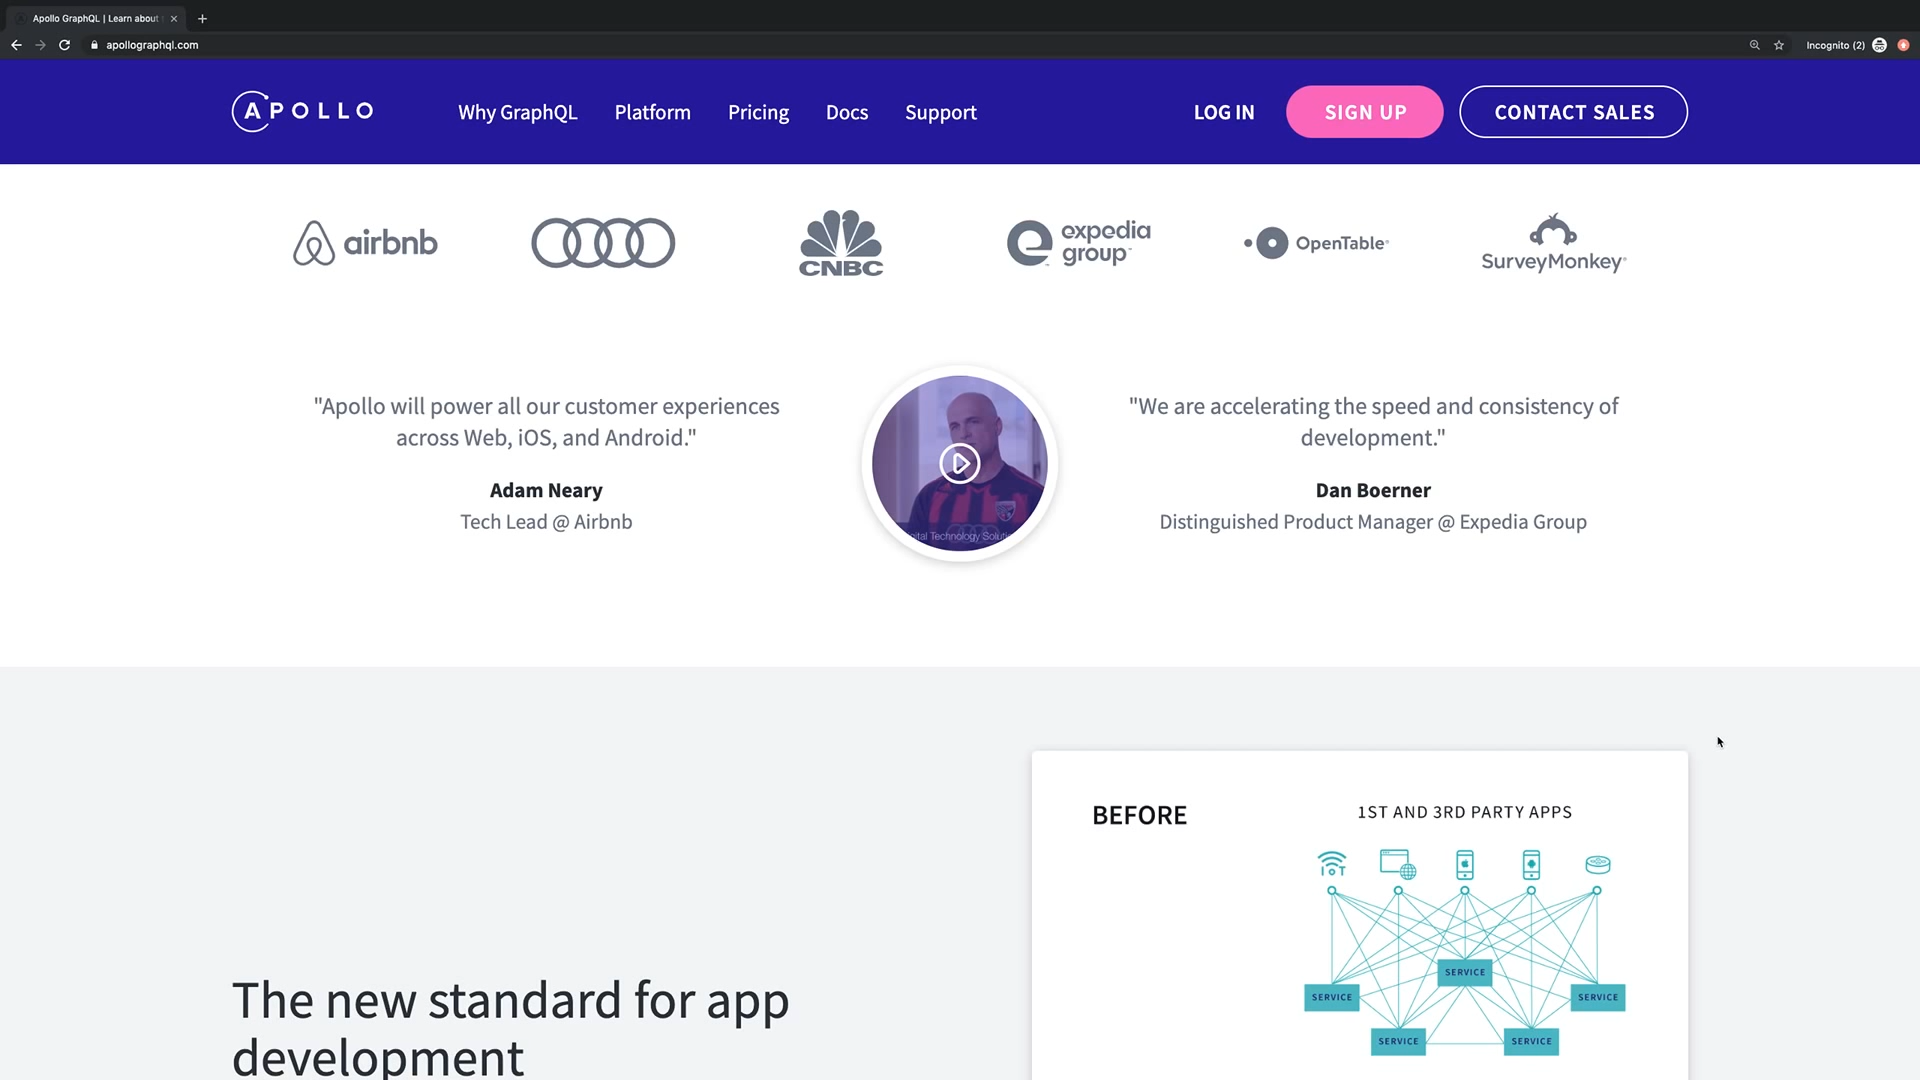 Apollo GraphQL | Learn about
apollographql.com
Incognito (2)
APOLLO
Why GraphQL
Platform
Pricing
Docs
Support
LOG IN
SIGN UP
CONTACT SALES
airbnb
CNBC
expedia
group
OpenTable
SurveyMonkey
"Apollo will power all our customer experiences
across Web, iOS, and Android."
Adam Neary
Tech Lead @ Airbnb
"We are accelerating the speed and consistency of
development."
Dan Boerner
Distinguished Product Manager @ Expedia Group
Technology
BEFORE
1ST AND 3RD PARTY APPS
IOT
SERVICE
SERVICE
SERVICE
SERVICE
SERVICE
The new standard for app
development